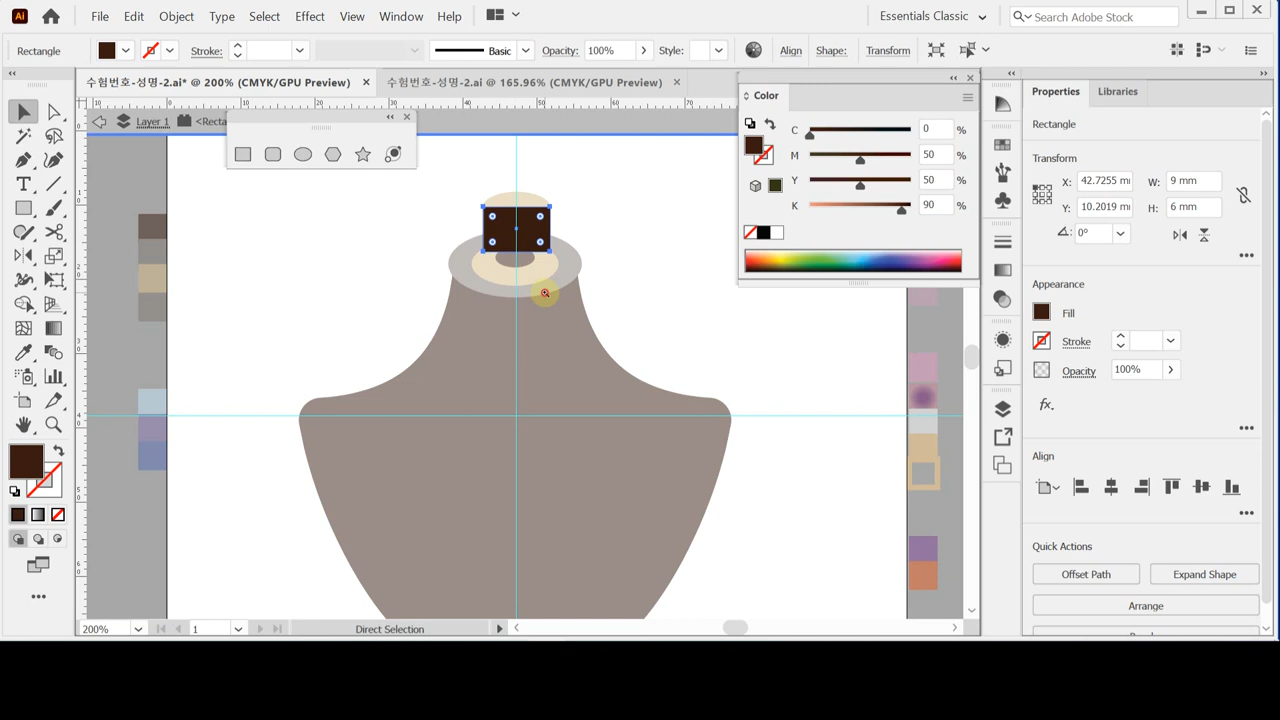 Ai File Edit Object Type Select Effect View Window Help Essentials Classic Search Adobe Stock
Rectangle Stroke: Basic Opacity: 100% Style: Align Shape: Transform
수험번호-성명-2.ai* @ 200% (CMYK/GPU Preview) 수험번호-성명-2.ai @ 165.96% (CMYK/GPU Preview)
Layer 1 <Recta
Color
C 0 %
M 50 %
Y 50 %
K 90 %
Properties Libraries
Rectangle
Transform
X: 42.7255 m W: 9 mm
Y: 10.2019 m H: 6 mm
0°
Appearance
Fill
Stroke
Opacity 100%
fx
Align
Quick Actions
Offset Path Expand Shape
Arrange
200% 1 Direct Selection